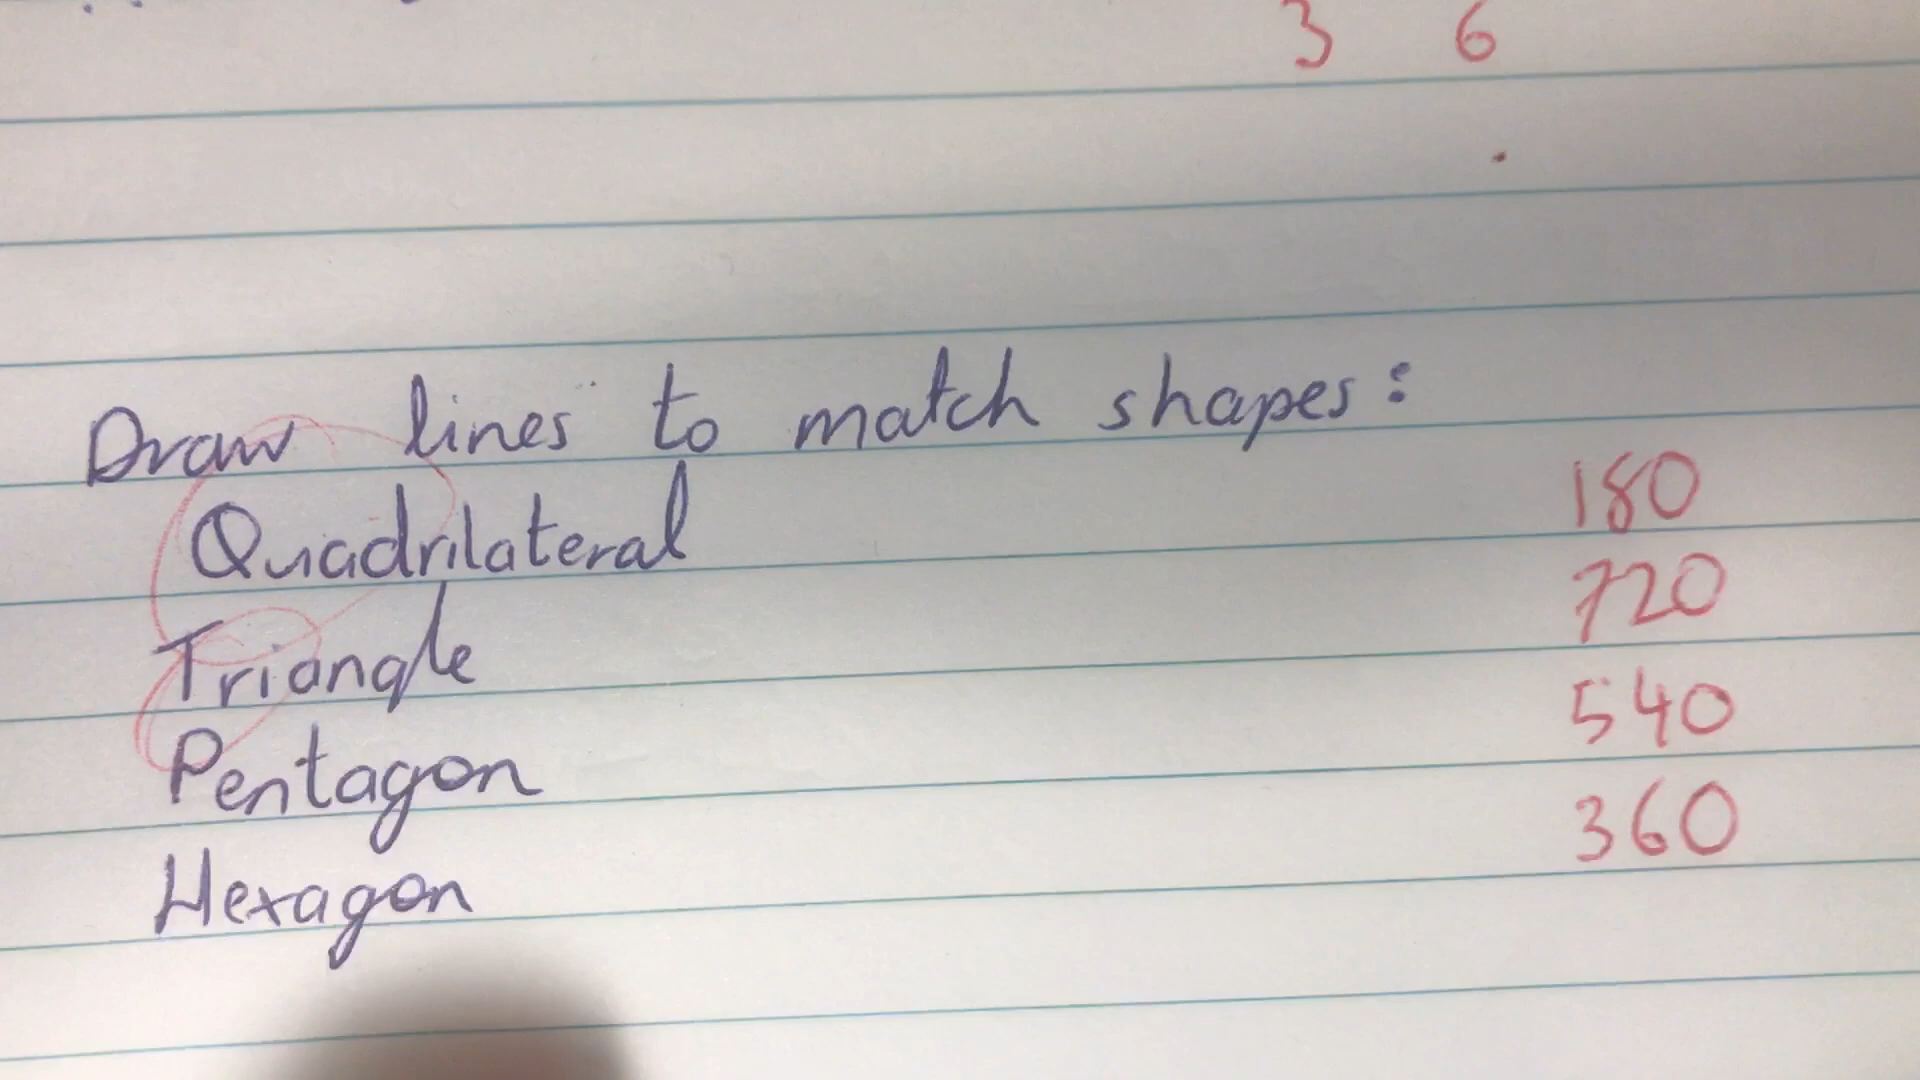 3 6
Draw lines to match shapes:
Quadrilateral 180
Triangle 720
Pentagon 540
Hexagon 360